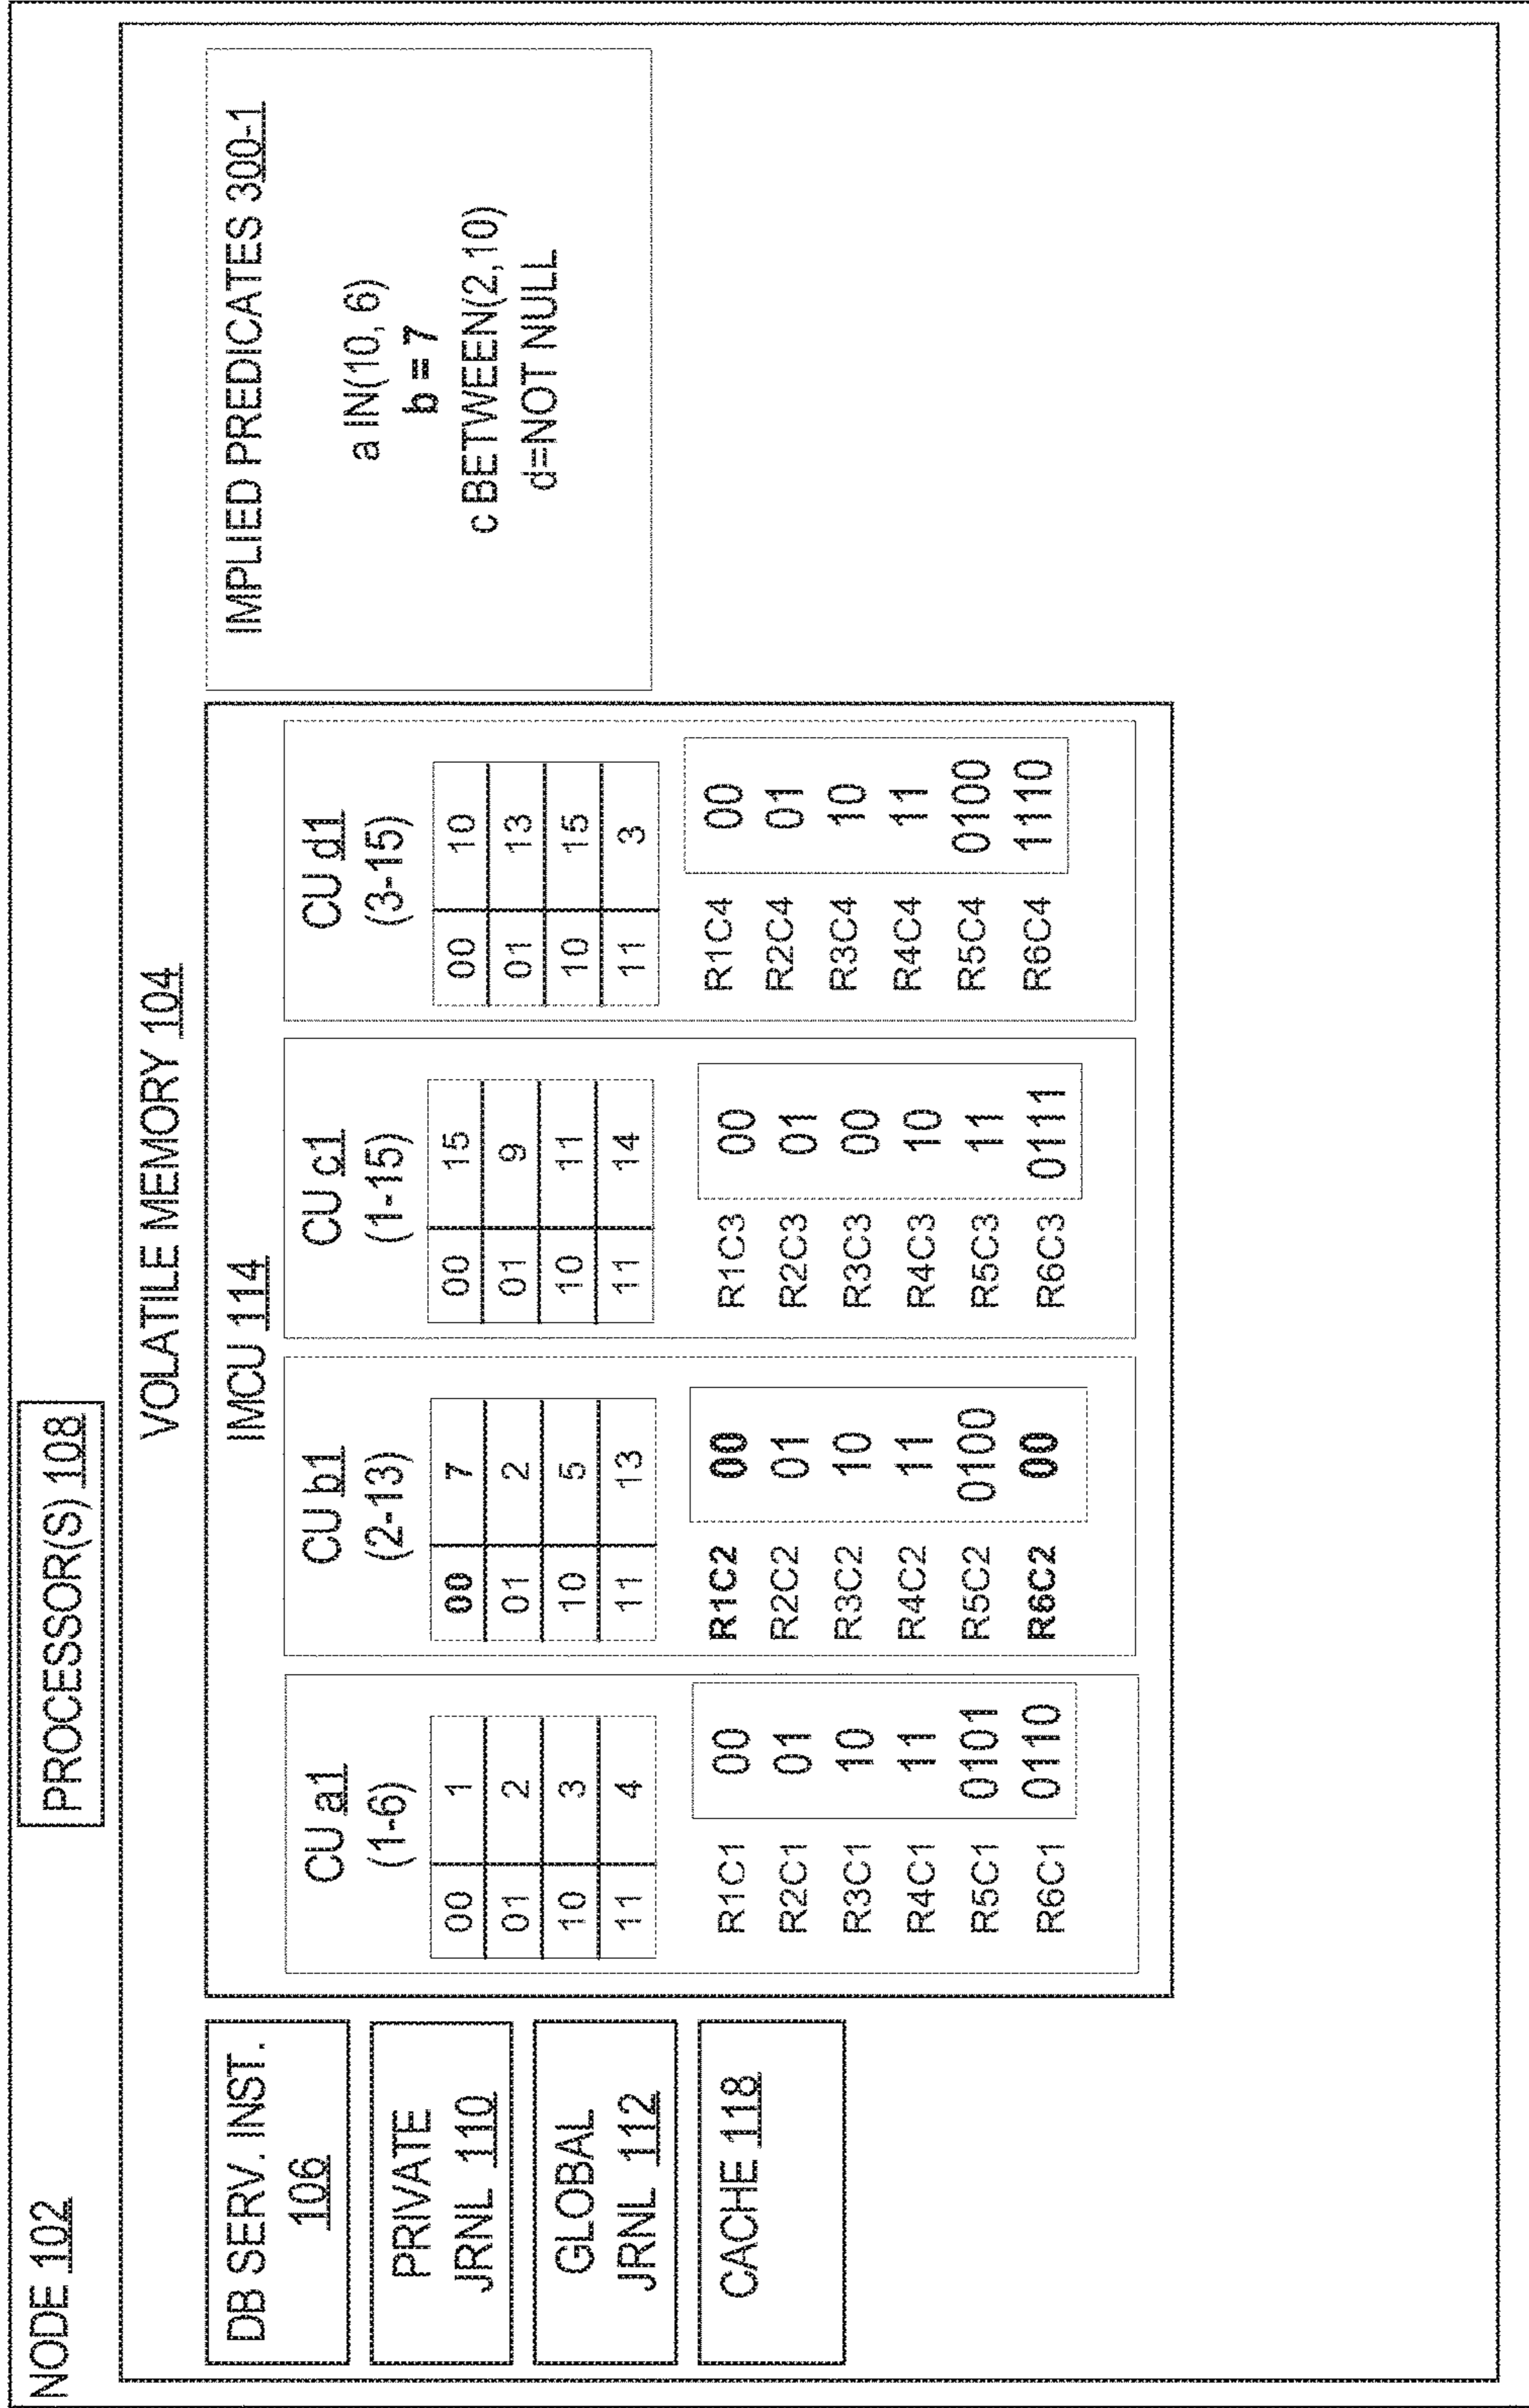 NODE 102
PROCESSOR(S) 108
VOLATILE MEMORY 104
DB SERV. INST.
106
PRIVATE
JRNL 110
GLOBAL
JRNL 112
CACHE 118
IMCU 114
CU a1
(1-6)
00 1
01 2
10 3
11 4
R1C1 00
R2C1 01
R3C1 10
R4C1 11
R5C1 0101
R6C1 0110
CU b1
(2-13)
00 7
01 2
10 5
11 13
R1C2 00
R2C2 01
R3C2 10
R4C2 11
R5C2 0100
R6C2 00
CU c1
(1-15)
00 15
01 9
10 11
11 14
R1C3 00
R2C3 01
R3C3 00
R4C3 10
R5C3 11
R6C3 0111
CU d1
(3-15)
00 10
01 13
10 15
11 3
R1C4 00
R2C4 01
R3C4 10
R4C4 11
R5C4 0100
R6C4 1110
IMPLIED PREDICATES 300-1
a IN(10, 6)
b = 7
c BETWEEN(2,10)
d=NOT NULL